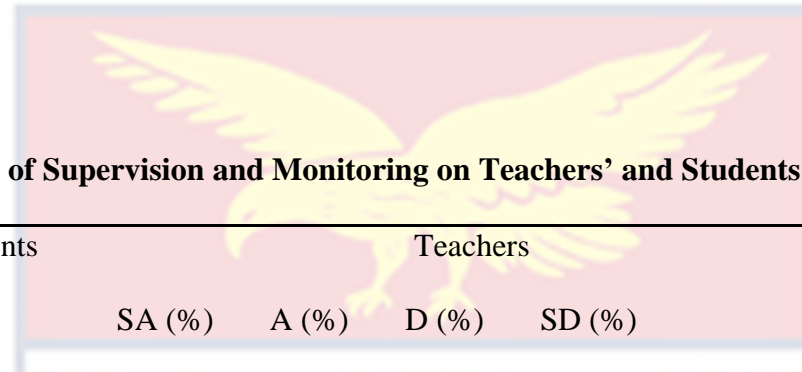 of Supervision and Monitoring on Teachers’ and Students
nts Teachers
SA (%) A (%) D (%) SD (%)